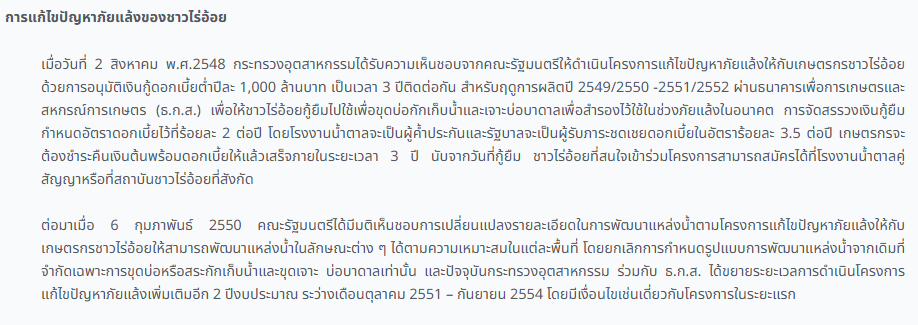 การแก้ไขปัญหาภัยแล้งของชาวไร่อ้อย
เมื่อวันที่ 2 สิงหาคม พ.ศ.2548 กระทรวงอุตสาหกรรมได้รับความเห็นชอบจากคณะรัฐมนตรีให้ดำเนินโครงการแก้ไขปัญหาภัยแล้งให้กับเกษตรกรชาวไร่อ้อย
ด้วยการอนุมัติเงินกู้ดอกเบี้ยต่ำปีละ 1,000 ล้านบาท เป็นเวลา 3 ปีติดต่อกัน สำหรับฤดูการผลิตปี 2549/2550 -2551/2552 ผ่านธนาคารเพื่อการเกษตรและ
สหกรณ์การเกษตร (ธ.ก.ส.) เพื่อให้ชาวไร่อ้อยกู้ยืมไปใช้เพื่อขุดบ่อกักเก็บน้ำและเจาะบ่อบาดาลเพื่อสำรองไว้ใช้ในช่วงภัยแล้งในอนาคต การจัดสรรวงเงินกู้ยืม
กำหนดอัตราดอกเบี้ยไว้ที่ร้อยละ 2 ต่อปี โดยโรงงานน้ำตาลจะเป็นผู้ค้ำประกันและรัฐบาลจะเป็นผู้รับภาระชดเชยดอกเบี้ยในอัตราร้อยละ 3.5 ต่อปี เกษตรกรจะ
ต้องชำระคืนเงินต้นพร้อมดอกเบี้ยให้แล้วเสร็จภายในระยะเวลา 3 ปี นับจากวันที่กู้ยืม ชาวไร่อ้อยที่สนใจเข้าร่วมโครงการสามารถสมัครได้ที่โรงงานน้ำตาลคู่
สัญญาหรือที่สถาบันชาวไร่อ้อยที่สังกัด
ต่อมาเมื่อ 6 กุมภาพันธ์ 2550 คณะรัฐมนตรีได้มีมติเห็นชอบการเปลี่ยนแปลงรายละเอียดในการพัฒนาแหล่งน้ำตามโครงการแก้ไขปัญหาภัยแล้งให้กับ
เกษตรกรชาวไร่อ้อยให้สามารถพัฒนาแหล่งน้ำในลักษณะต่าง ๆ ได้ตามความเหมาะสมในแต่ละพื้นที่ โดยยกเลิกการกำหนดรูปแบบการพัฒนาแหล่งน้ำจากเดิมที่
จำกัดเฉพาะการขุดบ่อหรือสระกักเก็บน้ำและขุดเจาะ บ่อบาดาลเท่านั้น และปัจจุบันกระทรวงอุตสาหกรรม ร่วมกับ ธ.ก.ส. ได้ขยายระยะเวลการดำเนินโครงการ
แก้ไขปัญหาภัยแล้งเพิ่มเติมอีก 2 ปีงบประมาณ ระว่างเดือนตุลาคม 2551 – กันยายน 2554 โดยมีเงื่อนไขเช่นเดี่ยวกับโครงการในระยะแรก